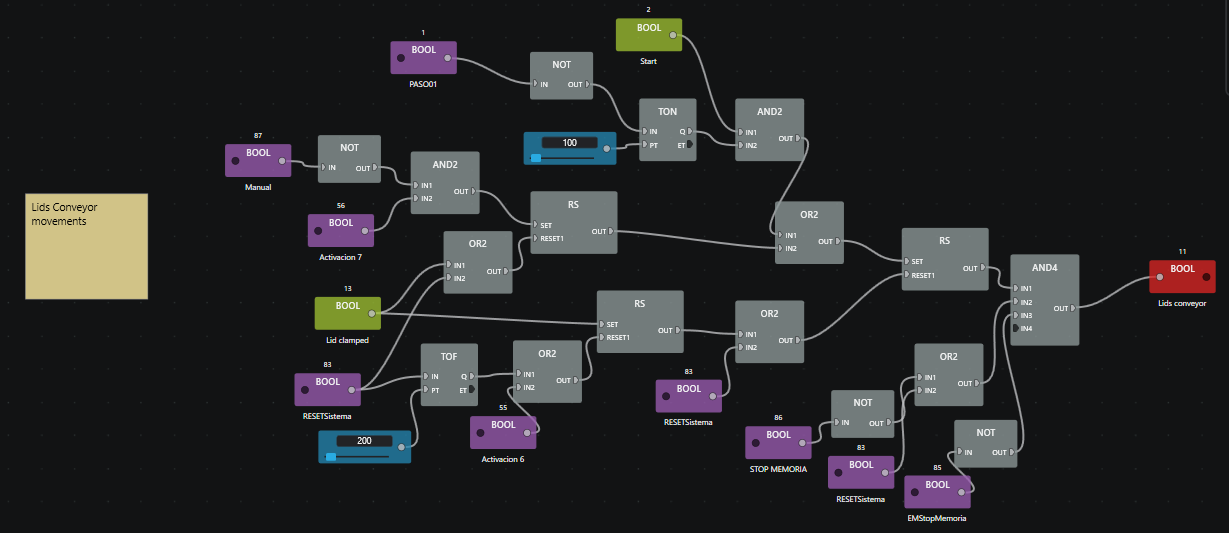 2
BOOL
Start
1
BOOL
PASO01
NOT
IN OUT
TON
IN Q
PT ET
100
AND2
IN1
OUT
IN2
87
BOOL
Manual
NOT
IN OUT
AND2
IN1
OUT
IN2
56
BOOL
Activacion 7
RS
SET
OUT
RESET1
OR2
IN1
OUT
IN2
OR2
IN1
OUT
IN2
RS
SET
OUT
RESET1
AND4
IN1
IN2
OUT
IN3
IN4
11
BOOL
Lids conveyor
Lids Conveyor
movements
13
BOOL
Lid clamped
RS
SET
OUT
RESET1
OR2
IN1
OUT
IN2
83
BOOL
RESETSistema
TOF
IN Q
PT ET
200
OR2
IN1
OUT
IN2
55
BOOL
Activacion 6
83
BOOL
RESETSistema
OR2
IN1
OUT
IN2
NOT
IN OUT
86
BOOL
STOP MEMORIA
83
BOOL
RESETSistema
NOT
IN OUT
85
BOOL
EMStopMemoria